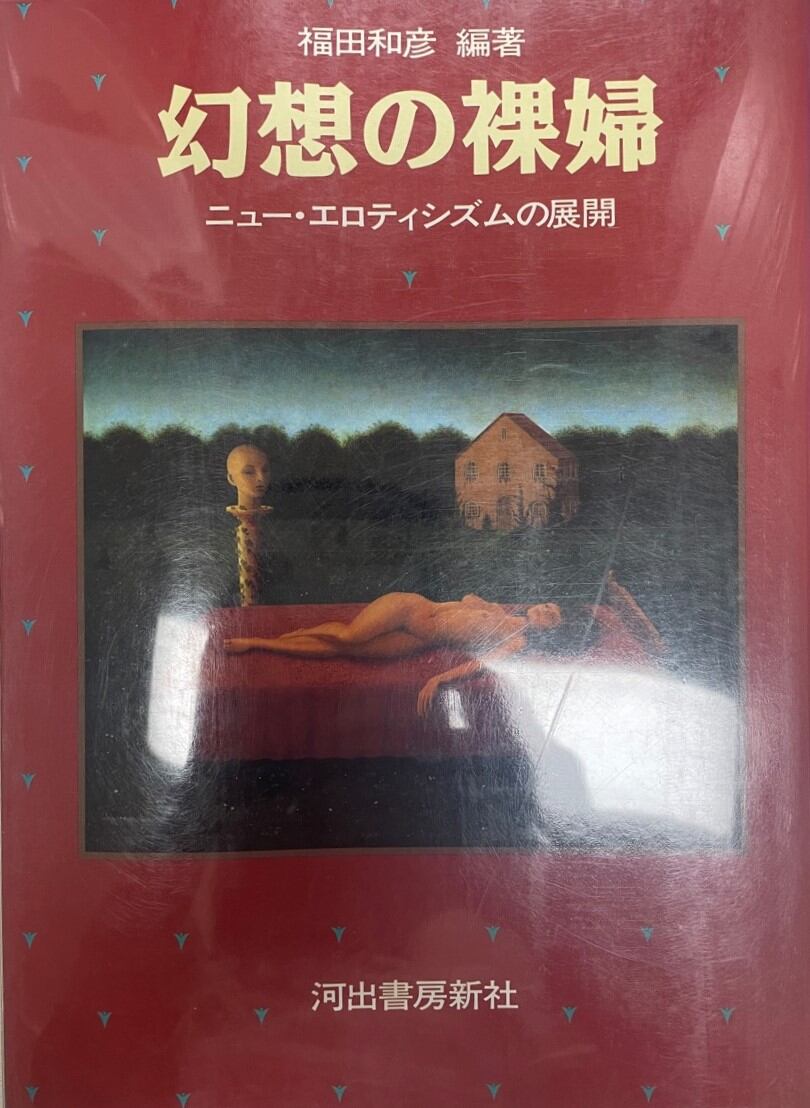 福田和彦 編著
幻想の裸婦
ニュー・エロティシズムの展開
河出書房新社